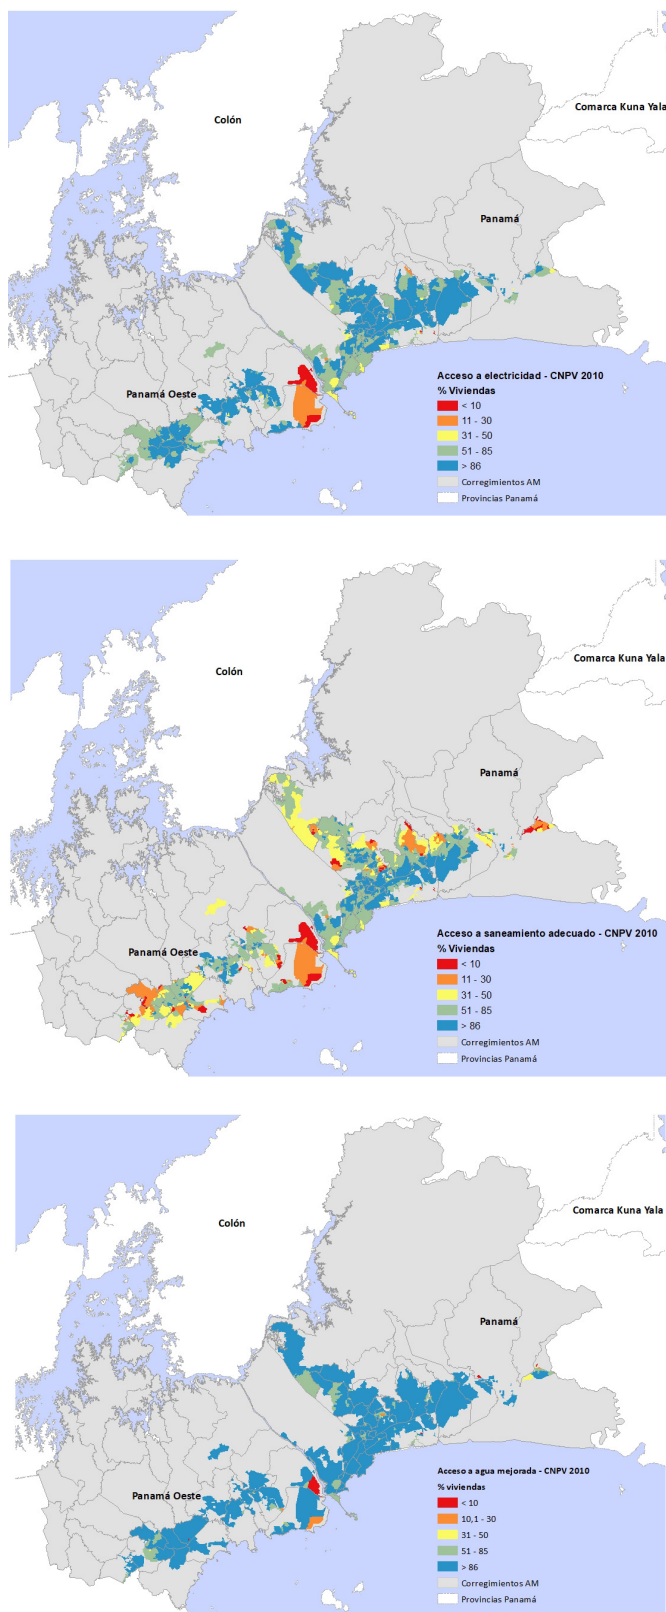 Colón
Comarca Kuna Yala
Panamá
Panamá Oeste
Acceso a electricidad - CNPV 2010
% Viviendas
< 10
11 - 30
31 - 50
51 - 85
> 86
Corregimientos AM
Provincias Panamá
Colón
Comarca Kuna Yala
Panamá
Panamá Oeste
Acceso a saneamiento adecuado - CNPV 2010
% Viviendas
< 10
11 - 30
31 - 50
51 - 85
> 86
Corregimientos AM
Provincias Panamá
Comarca Kuna Yala
Colón
Panamá
Panamá Oeste
Acceso a agua mejorada - CNPV 2010
% viviendas
< 10
10,1 - 30
31 - 50
51 - 85
> 86
Corregimientos AM
Provincias Panamá